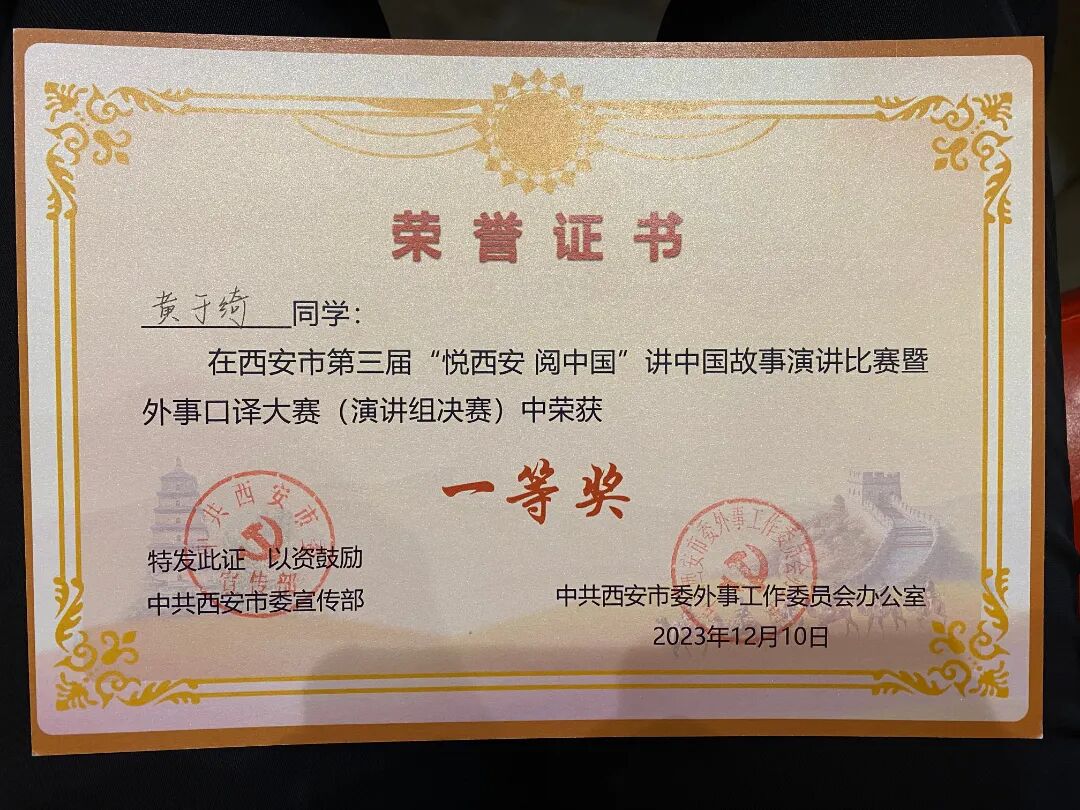 荣誉证书
黄于绮 同学：
在西安市第三届“悦西安 阅中国”讲中国故事演讲比赛暨
外事口译大赛（演讲组决赛）中荣获
一等奖
特发此证 以资鼓励
中共西安市委宣传部
中共西安市委外事工作委员会办公室
2023年12月10日